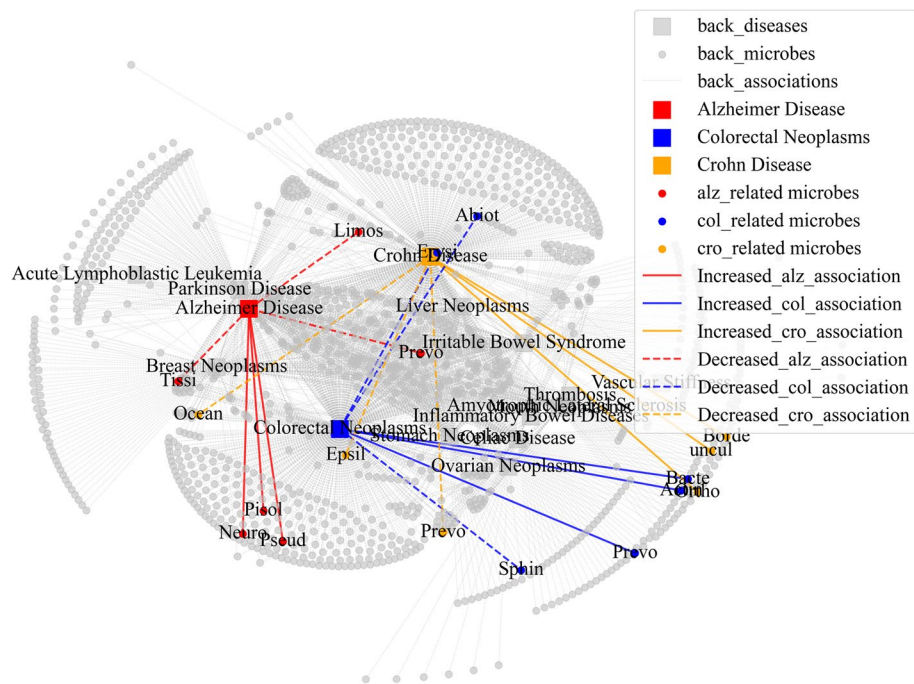 back_diseases
back_microbes
back_associations
Alzheimer Disease
Colorectal Neoplasms
Crohn Disease
alz_related microbes
col_related microbes
cro_related microbes
Increased_alz_association
Increased_col_association
Increased_cro_association
Decreased_alz_association
Decreased_col_association
Decreased_cro_association
Abiot
Limos
Crohn Disease
Acute Lymphoblastic Leukemia
Parkinson Disease
Alzheimer Disease
Liver Neoplasms
Irritable Bowel Syndrome
Provo
Breast Neoplasms
Tissi
Vascular Stiffness
Thrombosis
Ocean
Inflammatory Bowel Diseases
Colorectal Neoplasms
Stomach Neoplasms
Celiac Disease
Borde
uncul
Epsil
Ovarian Neoplasms
Bacte
Ortho
Pisol
Neuro
Pseud
Prevo
Provo
Sphin